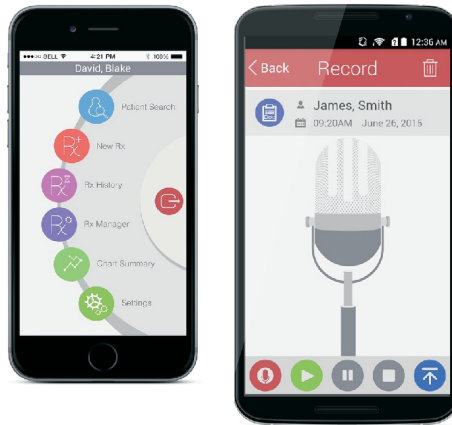 BELL 4:21 PM 100%
David, Blake
Patient Search
New Rx
Rx History
Rx Manager
Chart Summary
Settings
12:36 AM
Back Record
James, Smith
09:20AM June 26, 2015